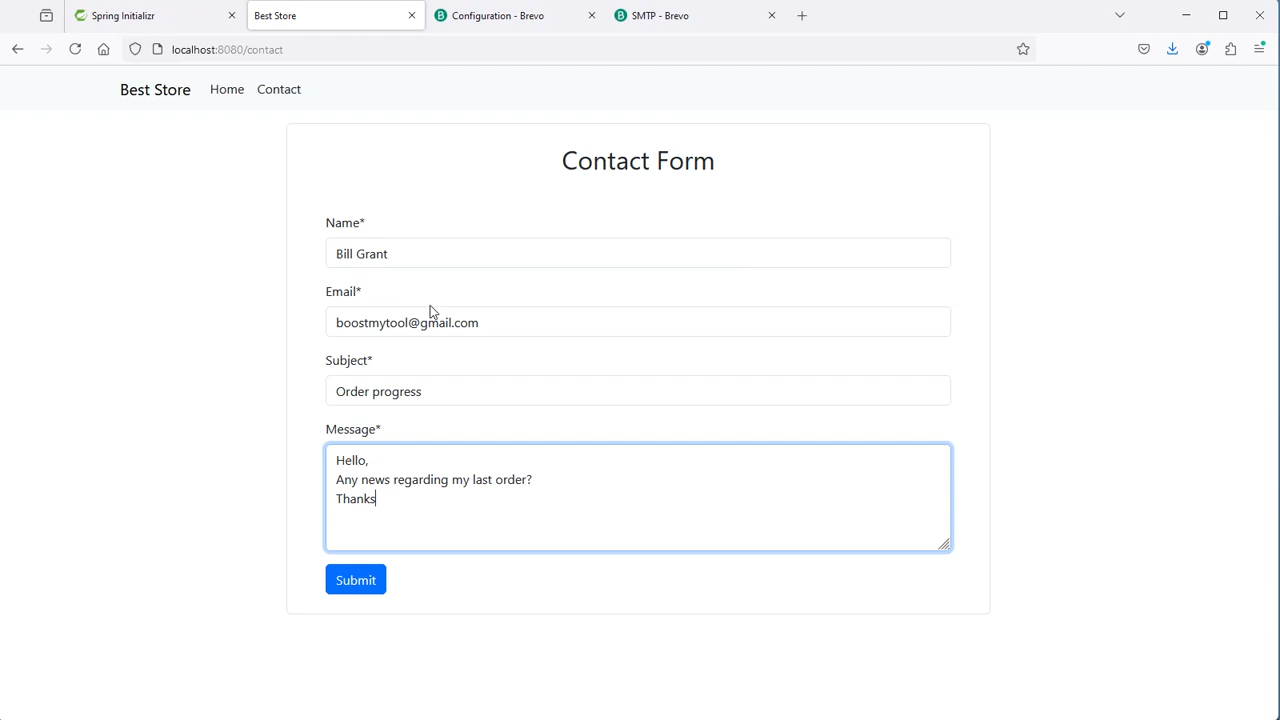 Spring Initializr
Best Store
Configuration - Brevo
SMTP - Brevo
localhost:8080/contact
Best Store Home Contact
Contact Form
Name*
Bill Grant
Email*
boostmytool@gmail.com
Subject*
Order progress
Message*
Hello,
Any news regarding my last order?
Thanks
Submit